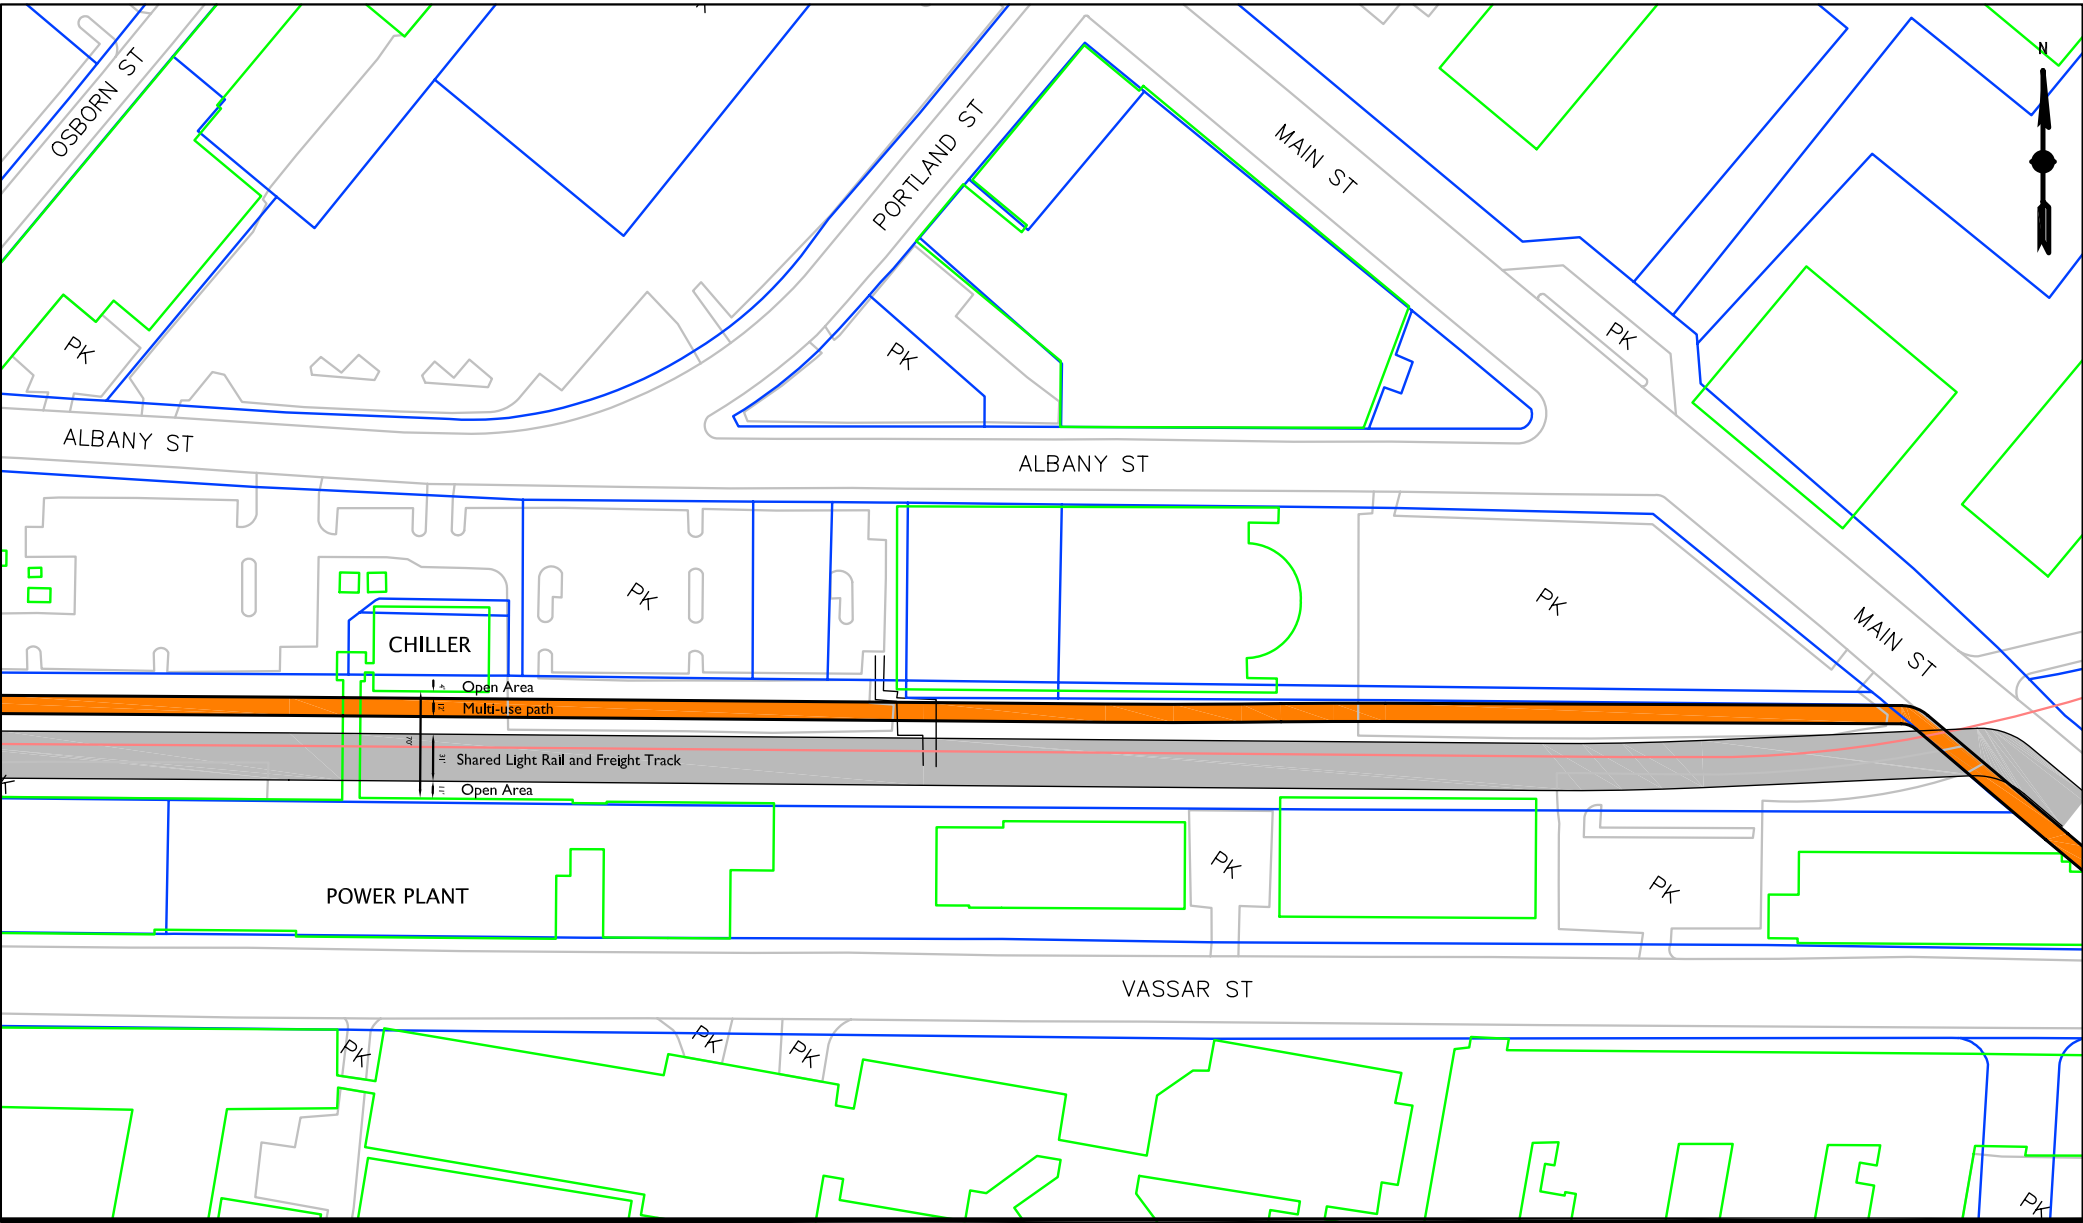 N
OSBORN ST
PORTLAND ST
MAIN ST
PK
PK
PK
ALBANY ST
ALBANY ST
PK
PK
CHILLER
MAIN ST
Open Area
Multi-use path
70'
Shared Light Rail and Freight Track
Open Area
PK
PK
POWER PLANT
VASSAR ST
PK
PK
PK
PK